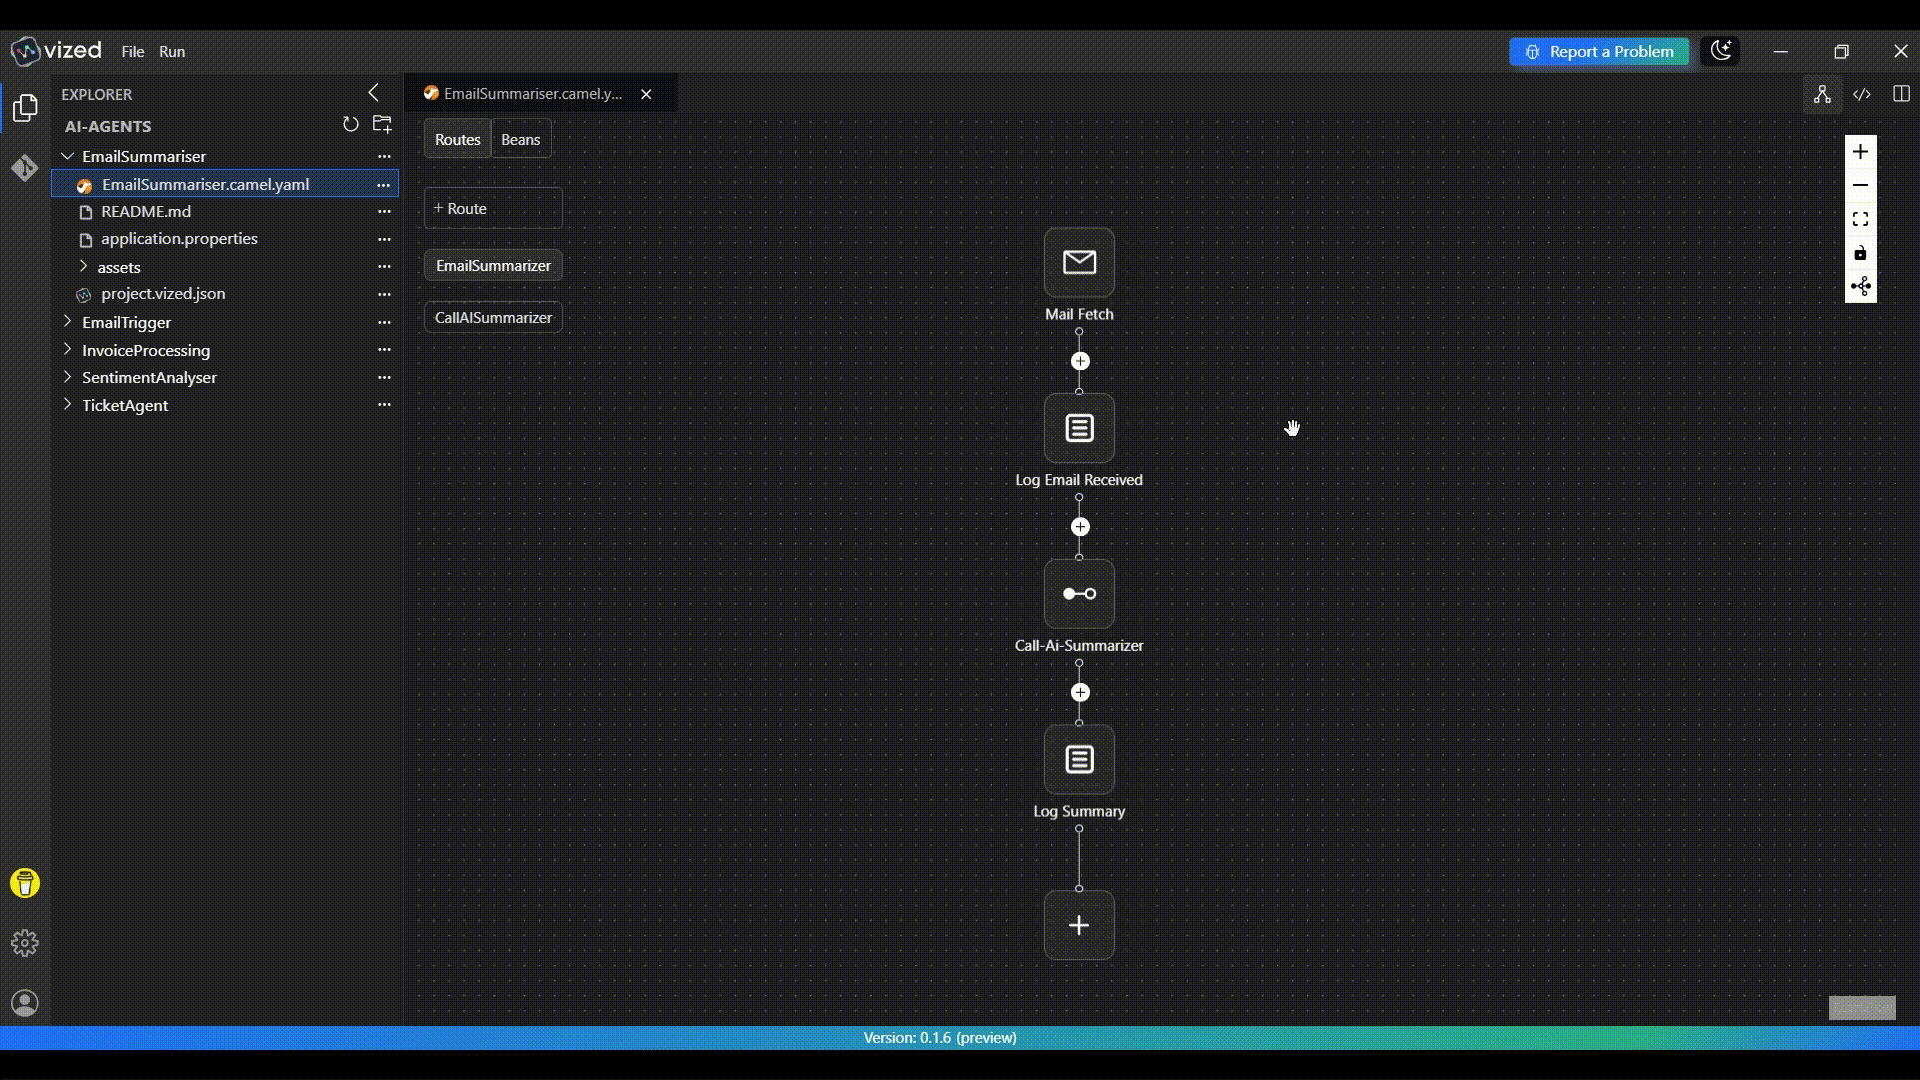 vized File Run
Report a Problem
EXPLORER
AI-AGENTS
EmailSummariser
EmailSummariser.camel.yaml
README.md
application.properties
assets
project.vized.json
EmailTrigger
InvoiceProcessing
SentimentAnalyser
TicketAgent
EmailSummariser.camel.y...
Routes Beans
+ Route
EmailSummarizer
CallAISummarizer
Mail Fetch
Log Email Received
Call-Ai-Summarizer
Log Summary
Version: 0.1.6 (preview)